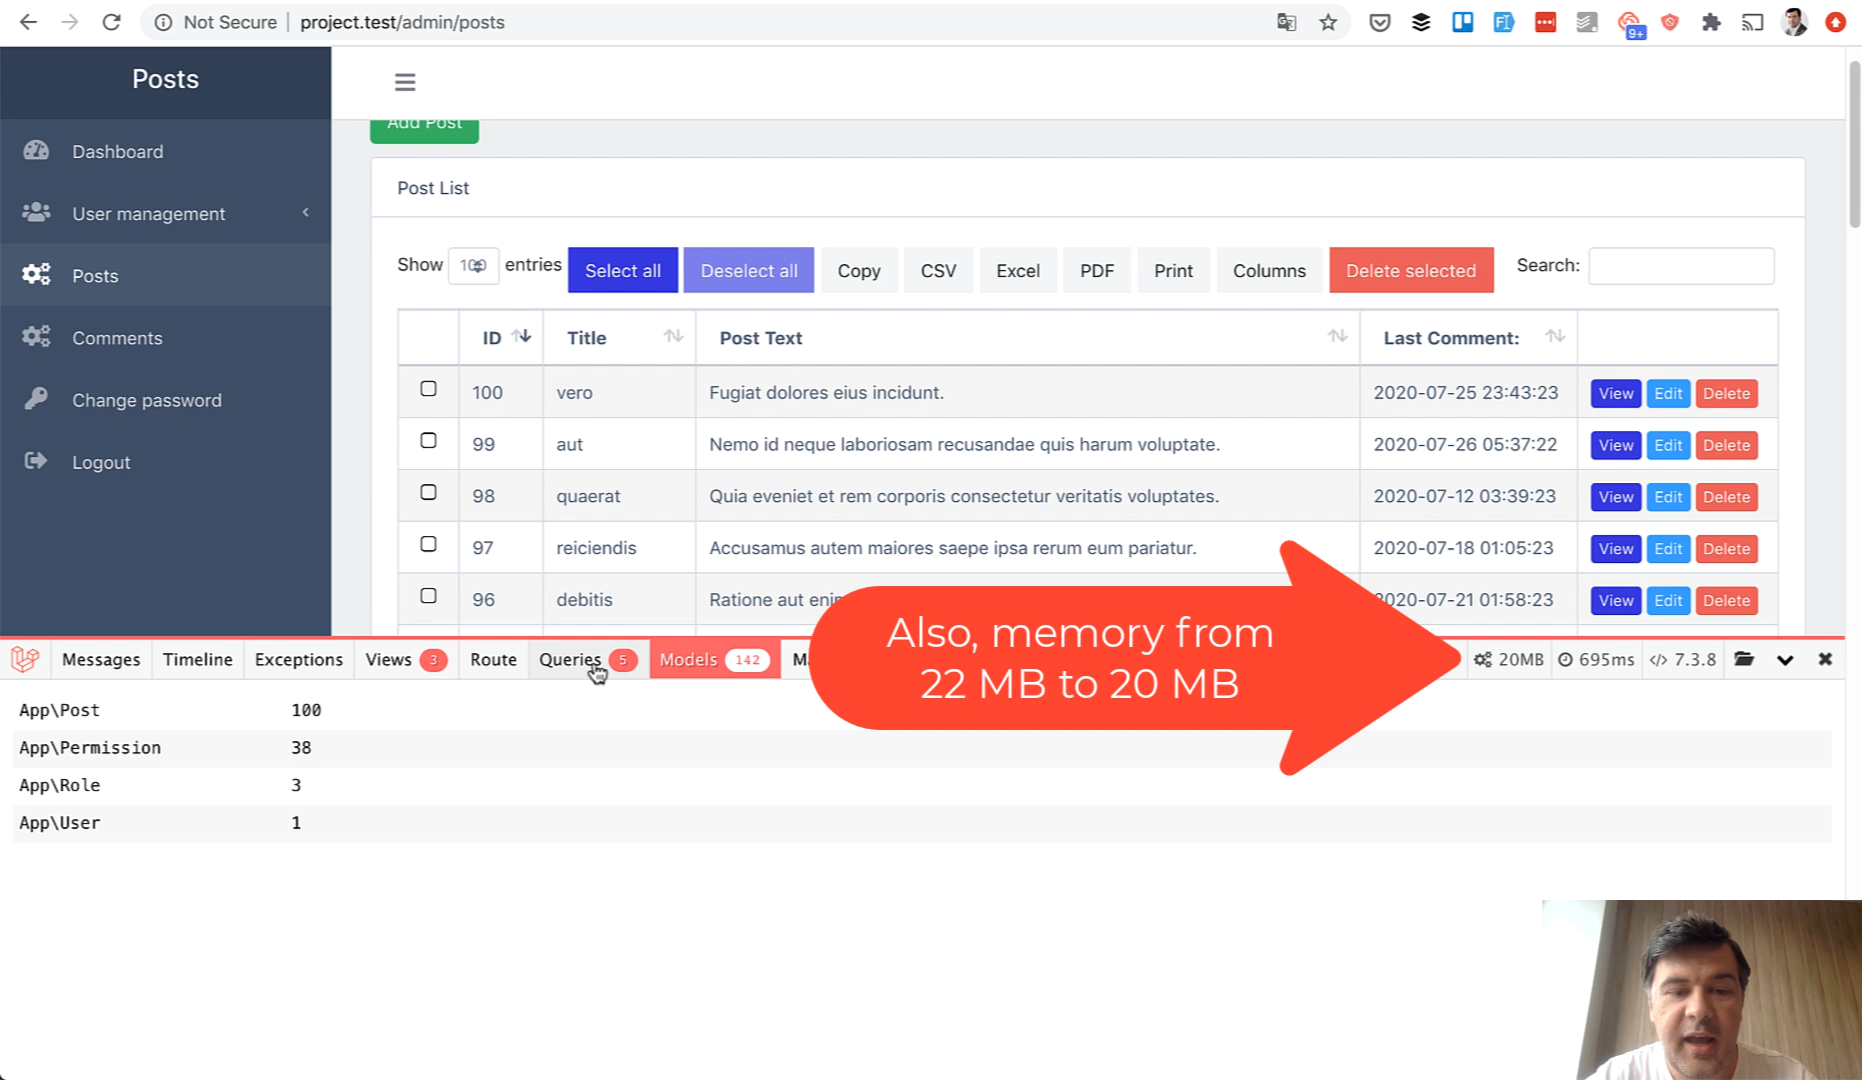 Not Secure | project.test/admin/posts
9+
Posts
Dashboard
User management
Posts
Comments
Change password
Logout
Add Post
Post List
Show 100 entries Select all Deselect all Copy CSV Excel PDF Print Columns Delete selected Search:
ID Title Post Text Last Comment:
100 vero Fugiat dolores eius incidunt. 2020-07-25 23:43:23 View Edit Delete
99 aut Nemo id neque laboriosam recusandae quis harum voluptate. 2020-07-26 05:37:22 View Edit Delete
98 quaerat Quia eveniet et rem corporis consectetur veritatis voluptates. 2020-07-12 03:39:23 View Edit Delete
97 reiciendis Accusamus autem maiores saepe ipsa rerum eum pariatur. 2020-07-18 01:05:23 View Edit Delete
96 debitis Ratione aut 2020-07-21 01:58:23 View Edit Delete
Also, memory from
22 MB to 20 MB
Messages Timeline Exceptions Views 3 Route Queries 5 Models 142 20MB 695ms </> 7.3.8
App\Post 100
App\Permission 38
App\Role 3
App\User 1